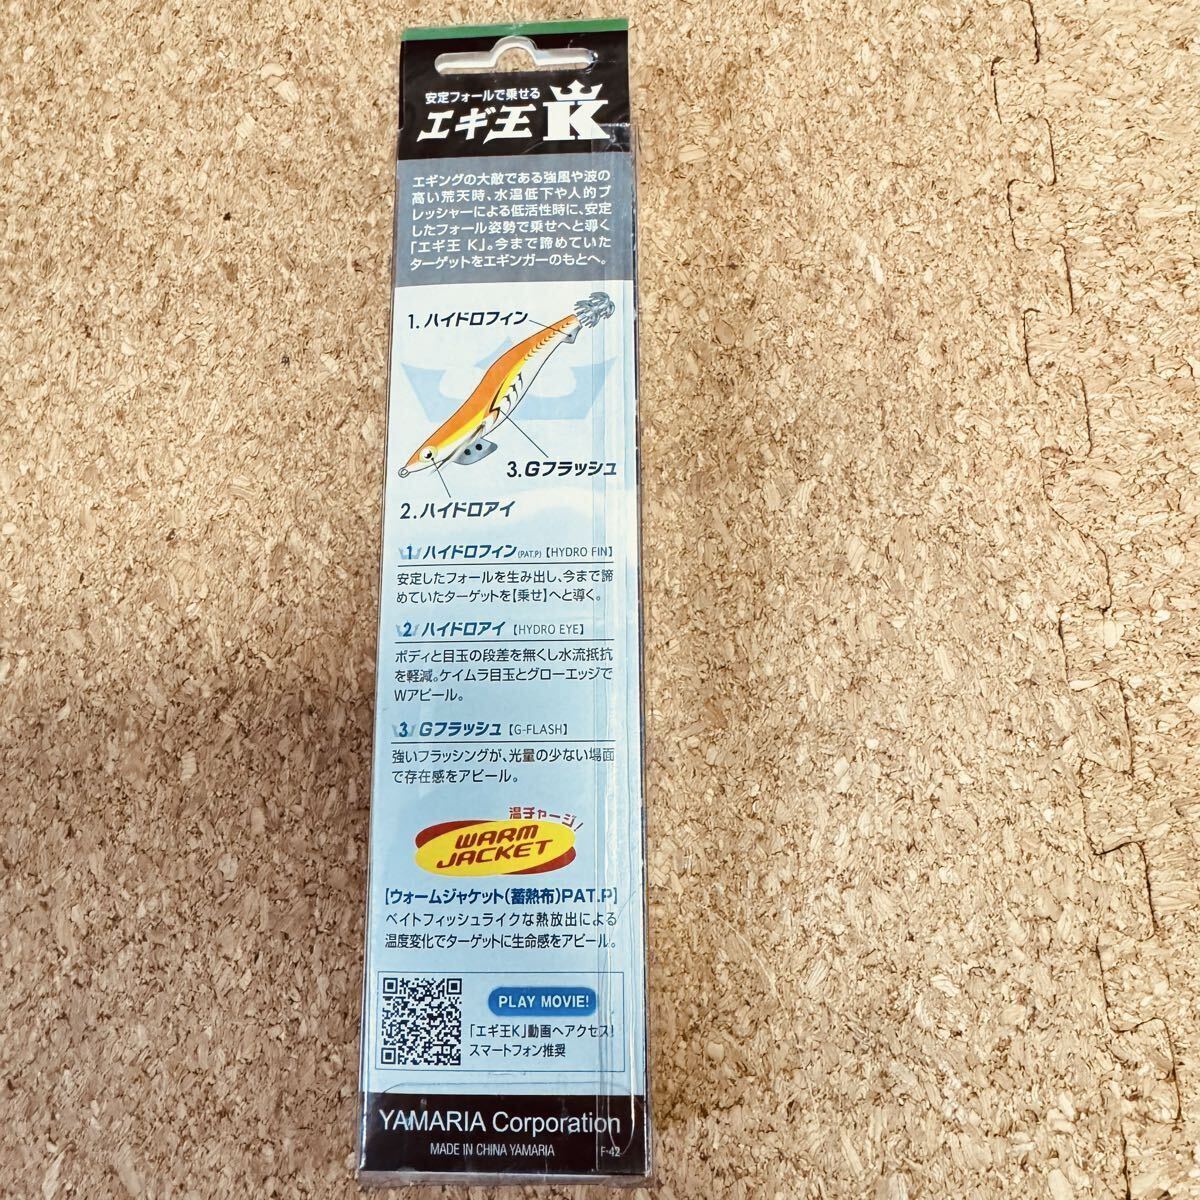 安定フォールで乗せる
エギ王 K
エギングの大敵である強風や波の
高い荒天時、水温低下や人的プ
レッシャーによる低活性時に、安定
したフォール姿勢で乗せへと導く
「エギ王 K」。今まで諦めていた
ターゲットをエギンガーのもとへ。
1.ハイドロフィン
3.Gフラッシュ
2.ハイドロアイ
1 ハイドロフィン(PAT.P)【HYDRO FIN】
安定したフォールを生み出し、今まで諦
めていたターゲットを【乗せ】へと導く。
2 ハイドロアイ【HYDRO EYE】
ボディと目玉の段差を無くし水流抵抗
を軽減。ケイムラ目玉とグローエッジで
Wアピール。
3 Gフラッシュ【G-FLASH】
強いフラッシングが、光量の少ない場面
で存在感をアピール。
温チャージ!
WARM
JACKET
【ウォームジャケット(蓄熱布)PAT.P】
ベイトフィッシュライクな熱放出による
温度変化でターゲットに生命感をアピール。
PLAY MOVIE!
「エギ王K」動画へアクセス!
スマートフォン推奨
YAMARIA Corporation
MADE IN CHINA YAMARIA
F-42